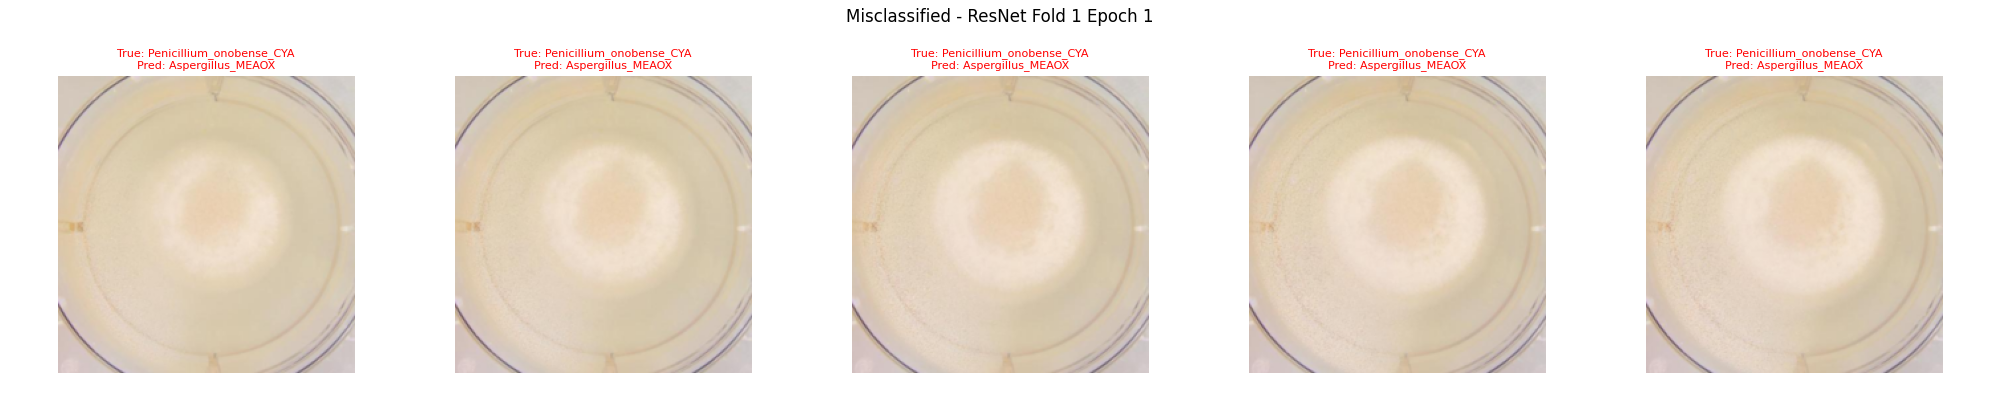 Misclassified - ResNet Fold 1 Epoch 1
True: Penicillium_onobense_CYA
Pred: Aspergillus_MEAOX
True: Penicillium_onobense_CYA
Pred: Aspergillus_MEAOX
True: Penicillium_onobense_CYA
Pred: Aspergillus_MEAOX
True: Penicillium_onobense_CYA
Pred: Aspergillus_MEAOX
True: Penicillium_onobense_CYA
Pred: Aspergillus_MEAOX